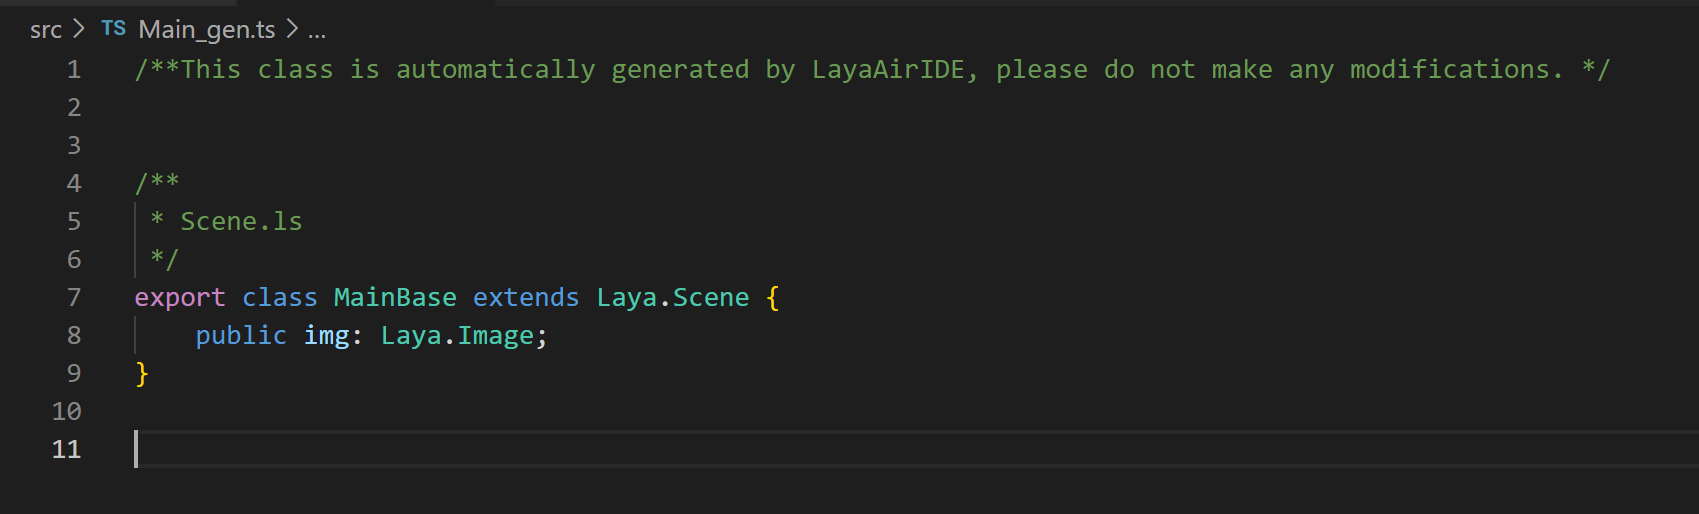 src > TS Main_gen.ts > ...
1 /**This class is automatically generated by LayaAirIDE, please do not make any modifications. */
2
3
4 /**
5 * Scene.ls
6 */
7 export class MainBase extends Laya.Scene {
8 public img: Laya.Image;
9 }
10
11